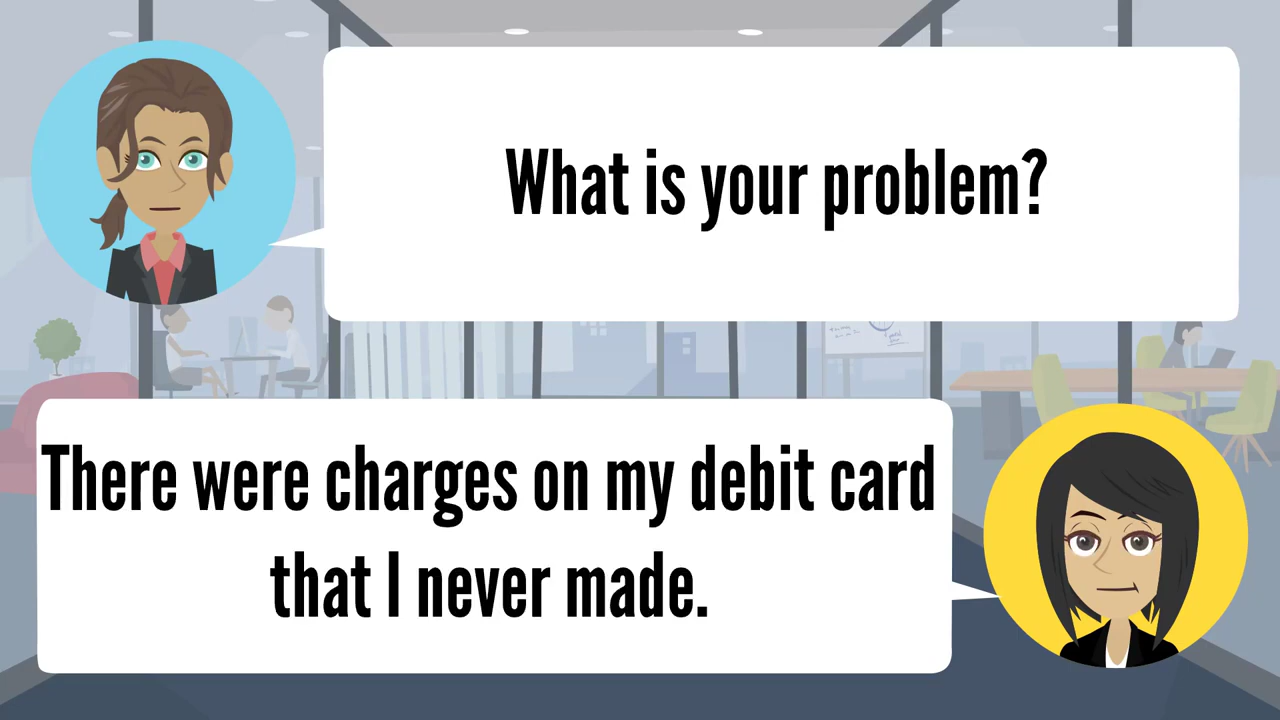 What is your problem?
There were charges on my debit card
that I never made.